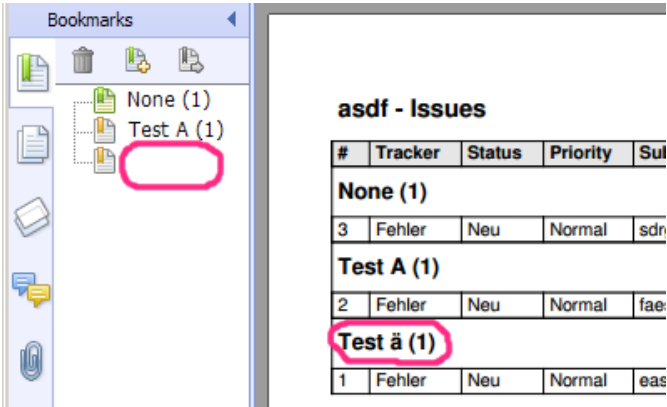 Bookmarks
None (1)
Test A (1)
asdf - Issues
# Tracker Status Priority
None (1)
3 Fehler Neu Normal
Test A (1)
2 Fehler Neu Normal
Test ä (1)
1 Fehler Neu Normal